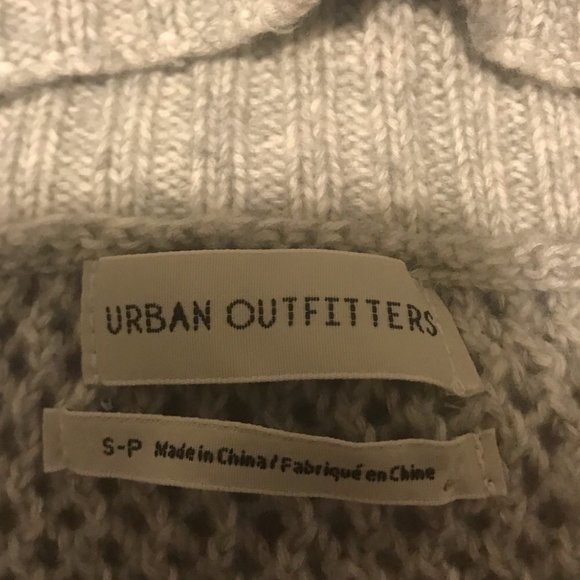 URBAN OUTFITTERS
S-P Made in China / Fabriqué en Chine